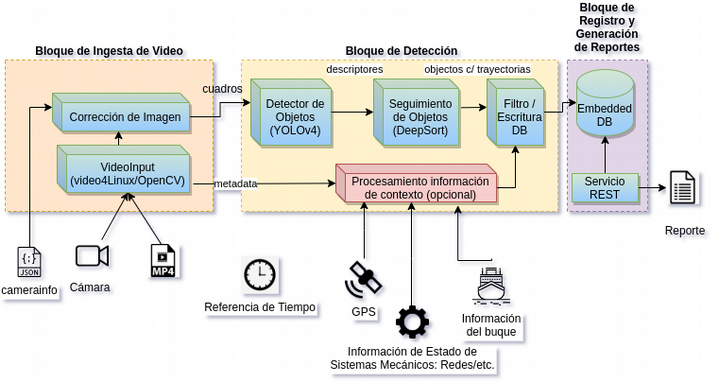 Bloque de Ingesta de Video
Bloque de Detección
Bloque de
Registro y
Generación
de Reportes
descriptores
objectos c/ trayectorias
cuadros
Corrección de Imagen
Detector de
Objetos
(YOLOv4)
Seguimiento
de Objetos
(DeepSort)
Filtro /
Escritura
DB
Embedded
DB
VideoInput
(video4Linux/OpenCV)
metadata
Procesamiento información
de contexto (opcional)
Servicio
REST
{;}
JSON
camerainfo
Cámara
MP4
Referencia de Tiempo
GPS
Información de Estado de
Sistemas Mecánicos: Redes/etc.
Información
del buque
Reporte